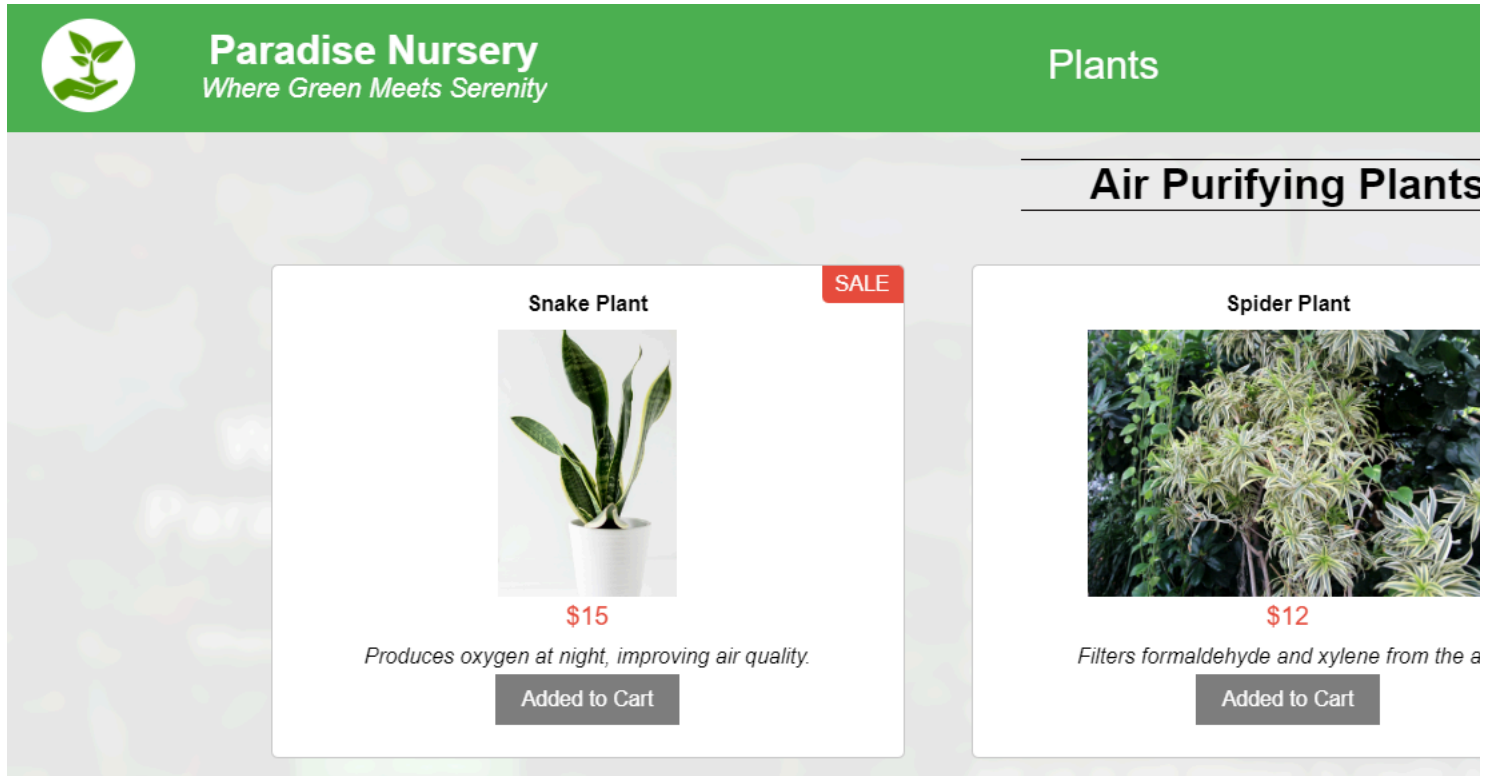 Paradise Nursery
Where Green Meets Serenity
Plants
Air Purifying Plants
SALE
Snake Plant
$15
Produces oxygen at night, improving air quality.
Added to Cart
Spider Plant
$12
Filters formaldehyde and xylene from the a
Added to Cart